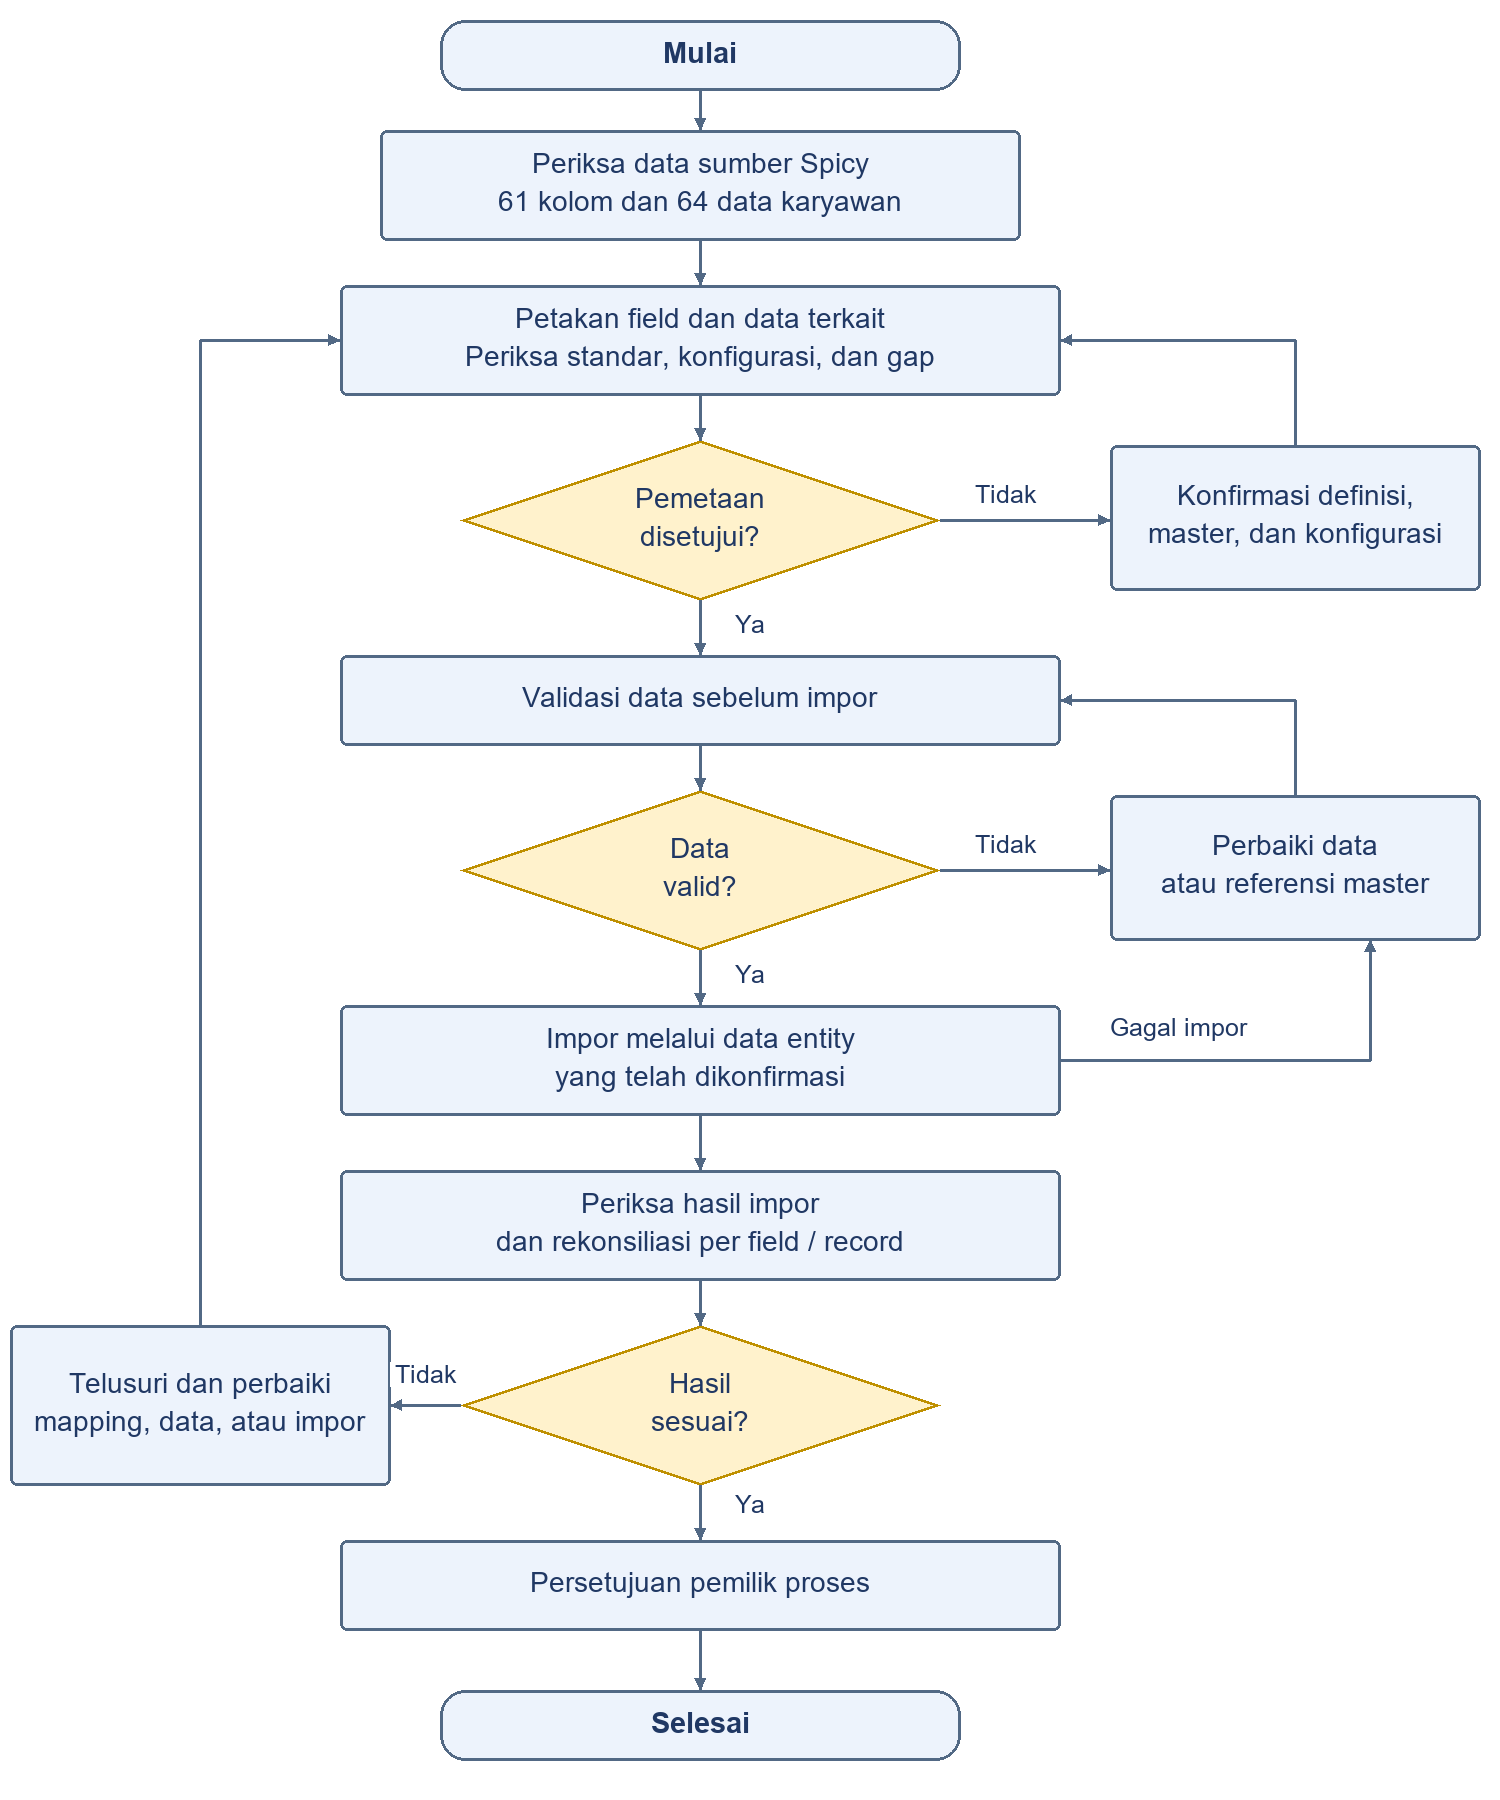 Mulai
Periksa data sumber Spicy
61 kolom dan 64 data karyawan
Petakan field dan data terkait
Periksa standar, konfigurasi, dan gap
Pemetaan
disetujui?
Tidak
Konfirmasi definisi,
master, dan konfigurasi
Ya
Validasi data sebelum impor
Data
valid?
Tidak
Perbaiki data
atau referensi master
Ya
Impor melalui data entity
yang telah dikonfirmasi
Gagal impor
Periksa hasil impor
dan rekonsiliasi per field / record
Hasil
sesuai?
Tidak
Telusuri dan perbaiki
mapping, data, atau impor
Ya
Persetujuan pemilik proses
Selesai